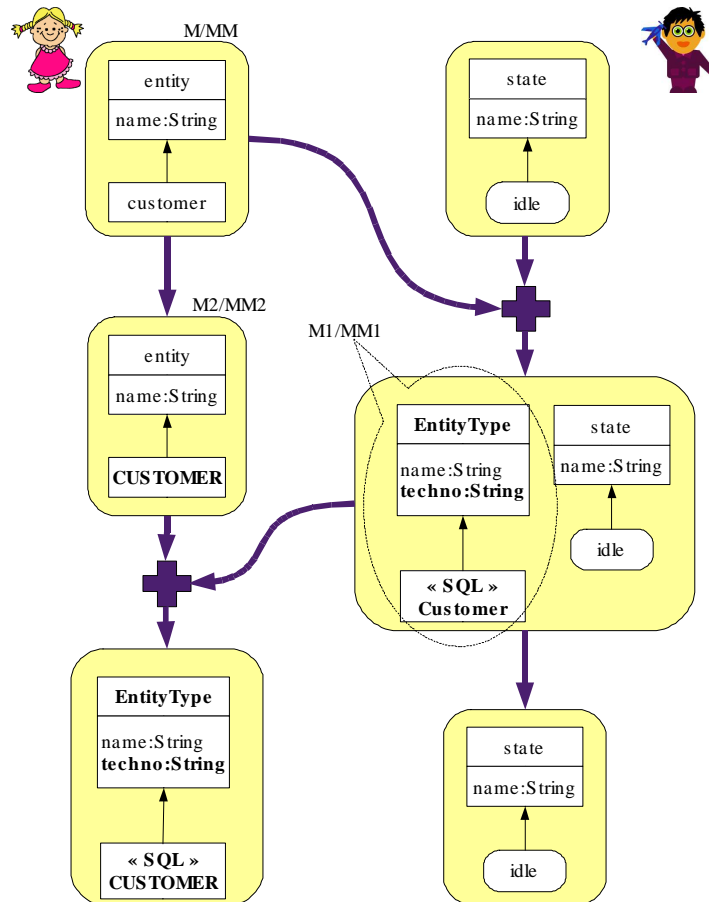 M/MM
entity
name:String
customer
state
name:String
idle
M2/MM2
entity
name:String
CUSTOMER
M1/MM1
EntityType
name:String
techno:String
« SQL »
Customer
state
name:String
idle
EntityType
name:String
techno:String
« SQL »
CUSTOMER
state
name:String
idle